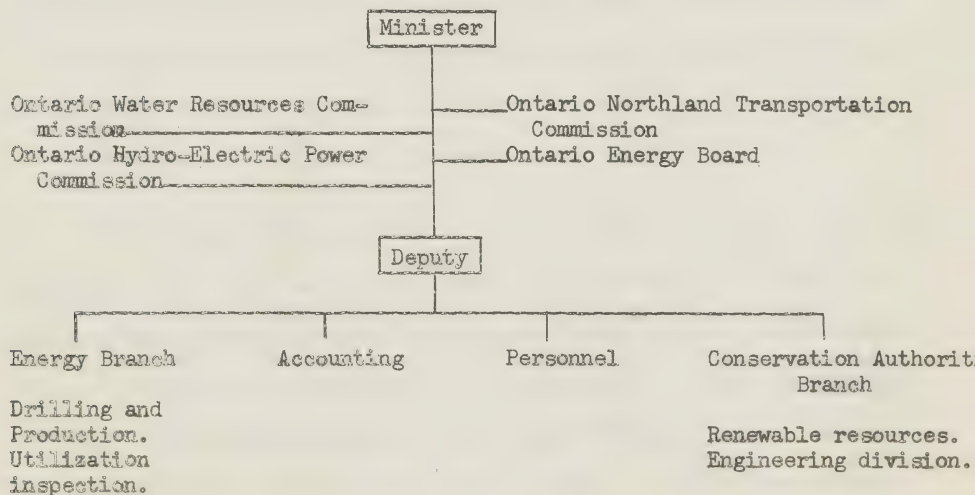 Minister
Ontario Water Resources Com-
mission
Ontario Northland Transportation
Commission
Ontario Hydro-Electric Power
Commission
Ontario Energy Board
Deputy
Energy Branch
Accounting
Personnel
Conservation Authoriti
Branch
Drilling and
Production.
Utilization
inspection.
Renewable resources.
Engineering division.